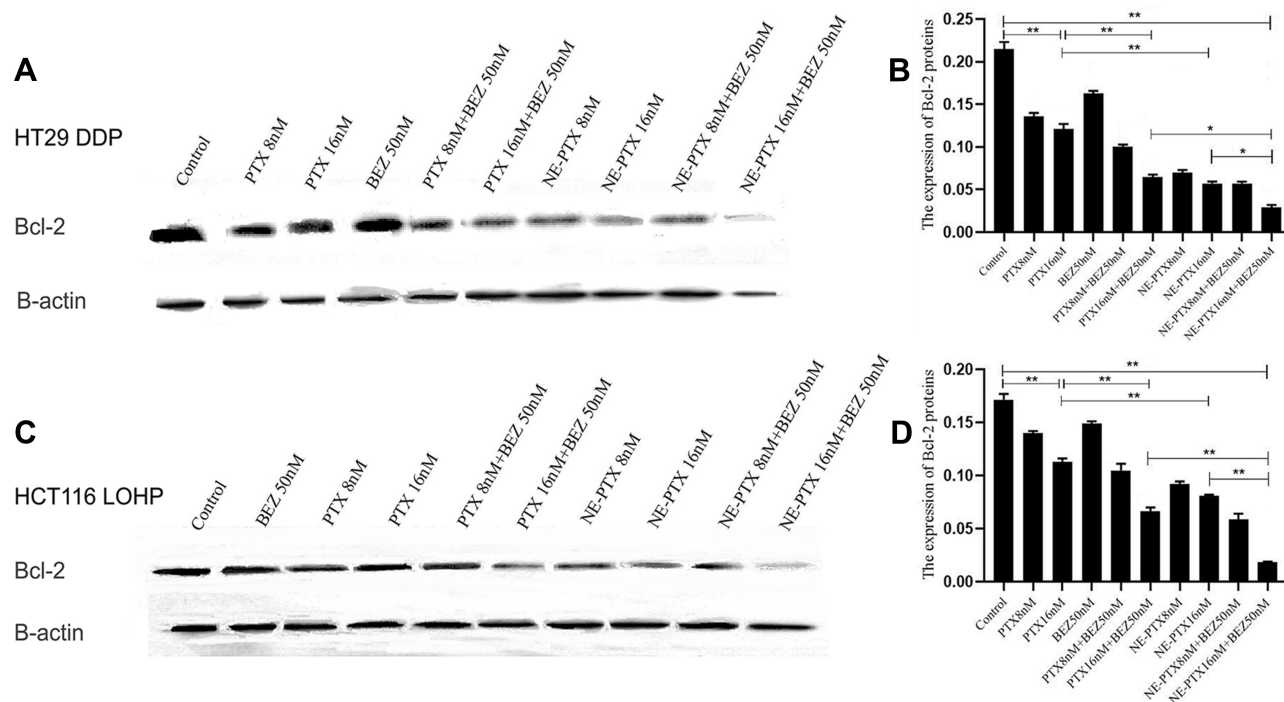 A
HT29 DDP
Control
PTX 8nM
PTX 16nM
BEZ 50nM
PTX 8nM+BEZ 50nM
PTX 16nM+BEZ 50nM
NE-PTX 8nM
NE-PTX 16nM
NE-PTX 8nM+BEZ 50nM
NE-PTX 16nM+BEZ 50nM
Bcl-2
B-actin
B
The expression of Bcl-2 proteins
0.25
0.20
0.15
0.10
0.05
0.00
**
** **
**
*
*
Control
PTX8nM
PTX16nM
BEZ50nM
PTX8nM+BEZ50nM
PTX16nM+BEZ50nM
NE-PTX8nM
NE-PTX16nM
NE-PTX8nM+BEZ50nM
NE-PTX16nM+BEZ50nM
C
HCT116 LOHP
Control
BEZ 50nM
PTX 8nM
PTX 16nM
PTX 8nM+BEZ 50nM
PTX 16nM+BEZ 50nM
NE-PTX 8nM
NE-PTX 16nM
NE-PTX 8nM+BEZ 50nM
NE-PTX 16nM+BEZ 50nM
Bcl-2
B-actin
D
The expression of Bcl-2 proteins
0.20
0.15
0.10
0.05
0.00
**
** **
**
**
**
Control
PTX8nM
PTX16nM
BEZ50nM
PTX8nM+BEZ50nM
PTX16nM+BEZ50nM
NE-PTX8nM
NE-PTX16nM
NE-PTX8nM+BEZ50nM
NE-PTX16nM+BEZ50nM